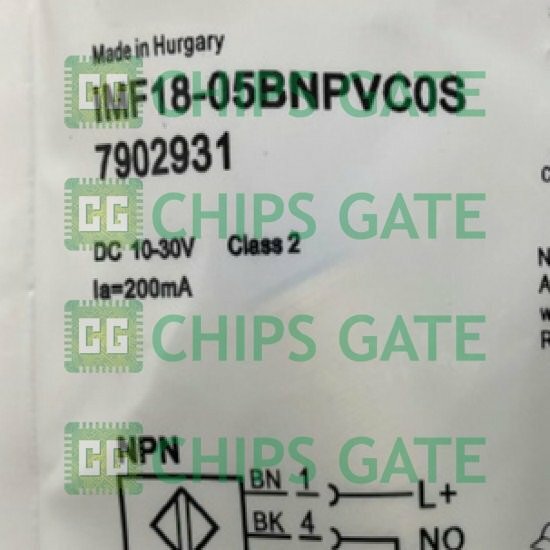 Made in Hurgary
IMF18-05BNPVC0S
CG CHIPS GATE
7902931
CG CHIPS GATE
DC 10-30V Class 2
Ia=200mA
CG CHIPS GATE
NPN
CG CHIPS GATE
BN 1 L+
BK 4 NO